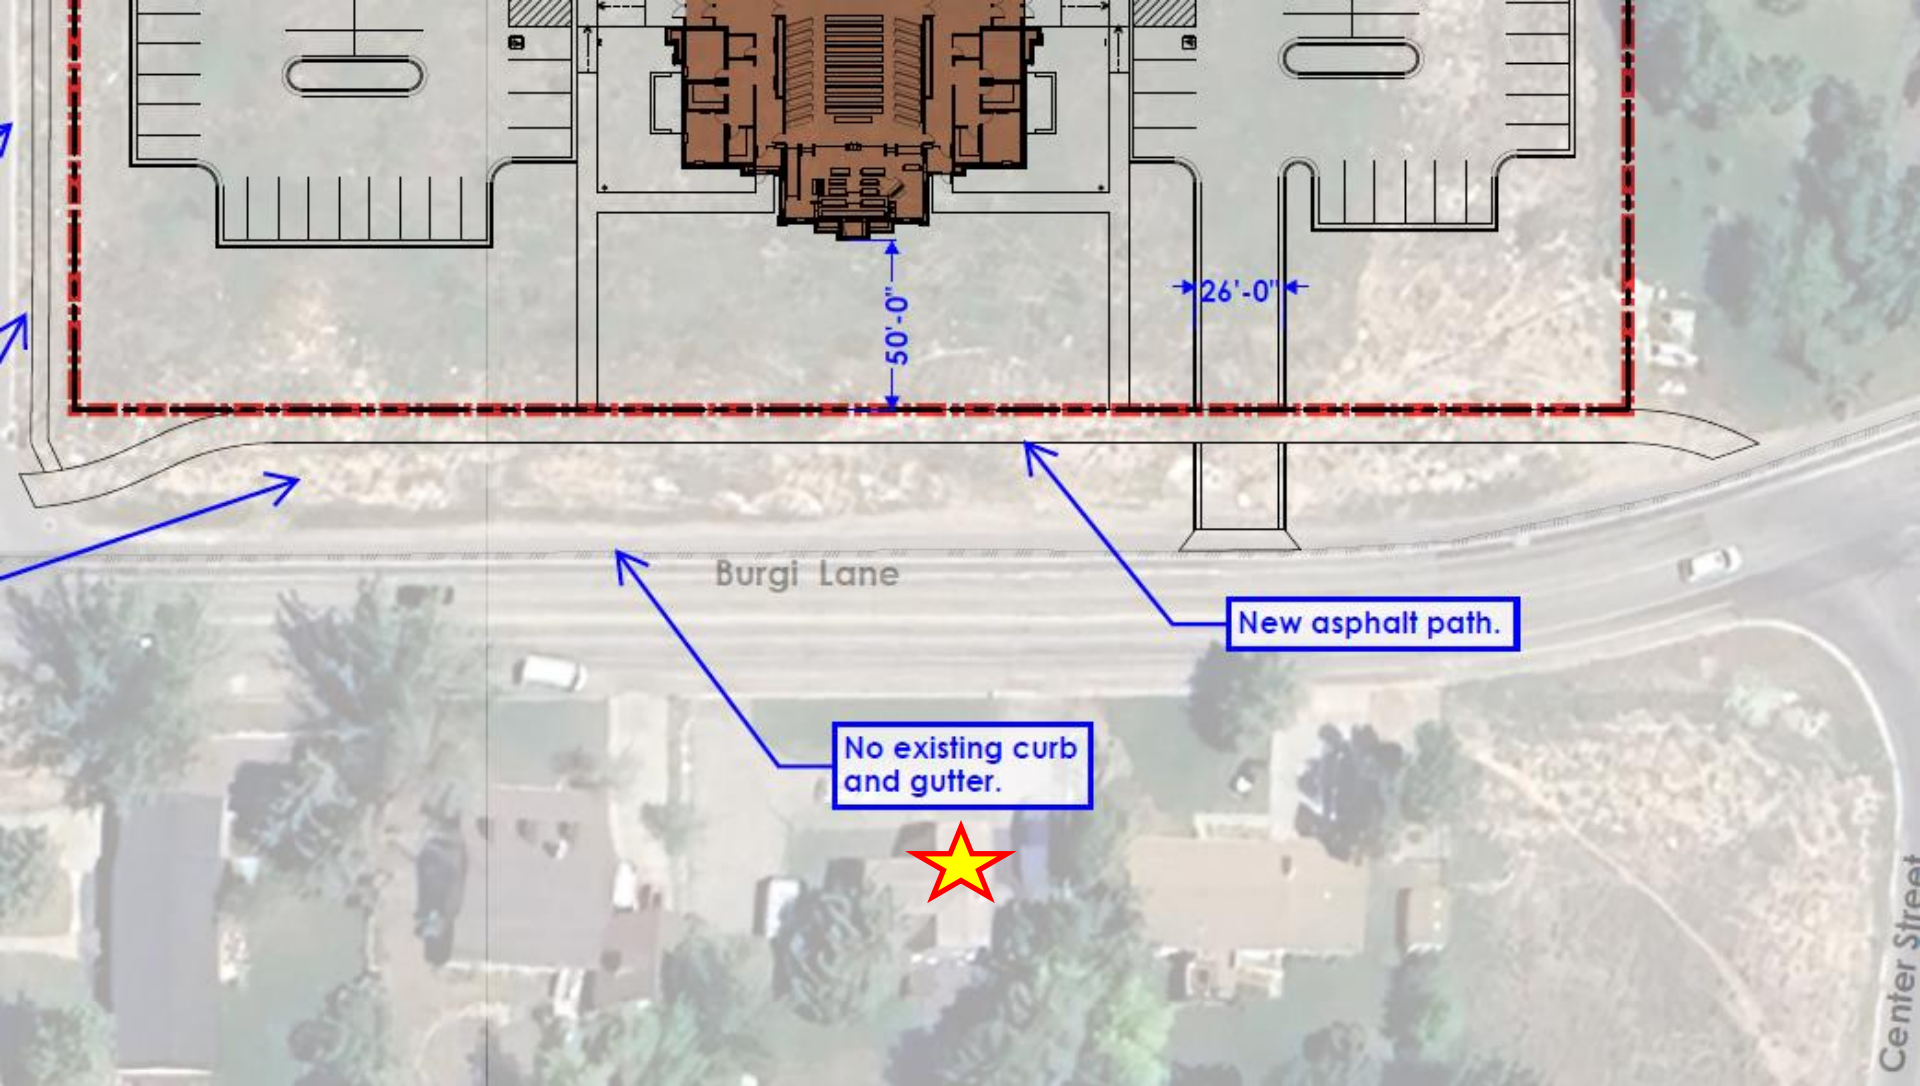 50'-0"
26'-0"
Burgi Lane
New asphalt path.
No existing curb
and gutter.
Center Street